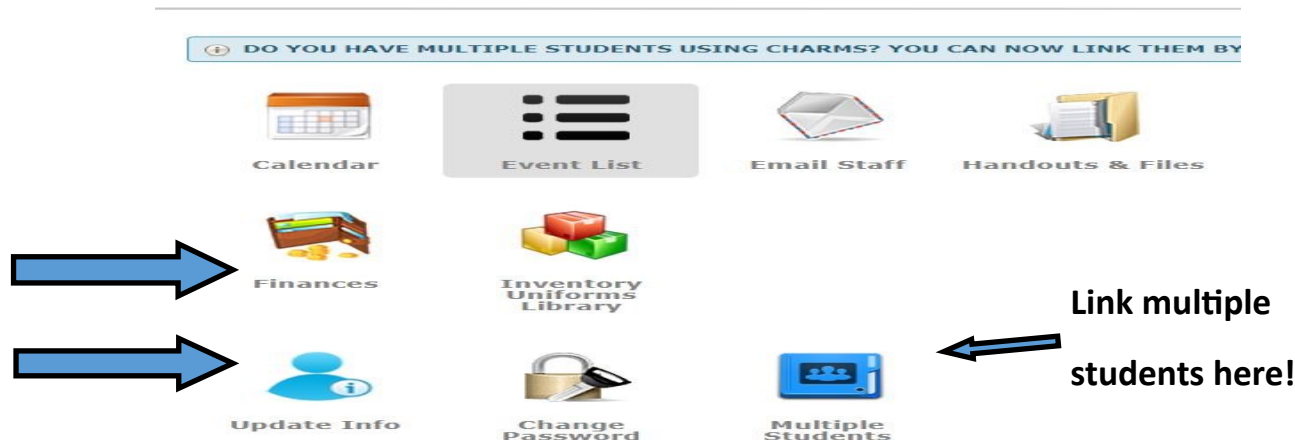 DO YOU HAVE MULTIPLE STUDENTS USING CHARMS? YOU CAN NOW LINK THEM BY
Calendar
Event List
Email Staff
Handouts & Files
Finances
Inventory
Uniforms
Library
Link multiple
students here!
Update Info
Change
Password
Multiple
Students